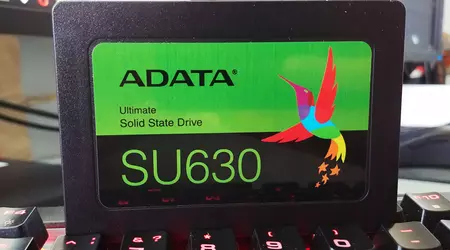 ADATA®
Ultimate
Solid State Drive
SU630